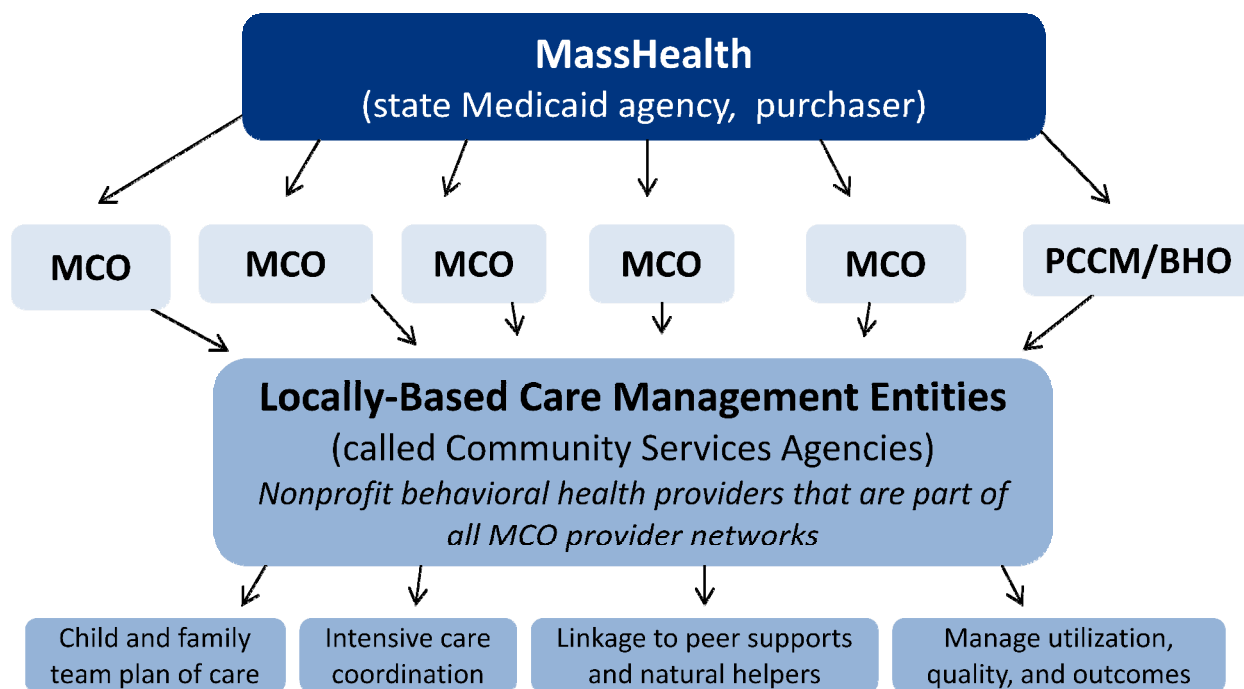 MassHealth
(state Medicaid agency,  purchaser)
MCO
MCO
MCO
MCO
MCO
PCCM/BHO
Locally-Based Care Management Entities
(called Community Services Agencies)
Nonprofit behavioral health providers that are part of
all MCO provider networks
Child and family
team plan of care
Intensive care
coordination
Linkage to peer supports
and natural helpers
Manage utilization,
quality, and outcomes